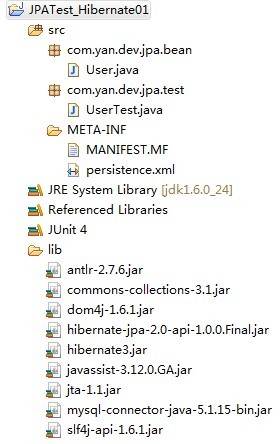 JPATest_Hibernate01
src
com.yan.dev.jpa.bean
User.java
com.yan.dev.jpa.test
UserTest.java
META-INF
MANIFEST.MF
persistence.xml
JRE System Library [jdk1.6.0_24]
Referenced Libraries
JUnit 4
lib
antlr-2.7.6.jar
commons-collections-3.1.jar
dom4j-1.6.1.jar
hibernate-jpa-2.0-api-1.0.0.Final.jar
hibernate3.jar
javassist-3.12.0.GA.jar
jta-1.1.jar
mysql-connector-java-5.1.15-bin.jar
slf4j-api-1.6.1.jar